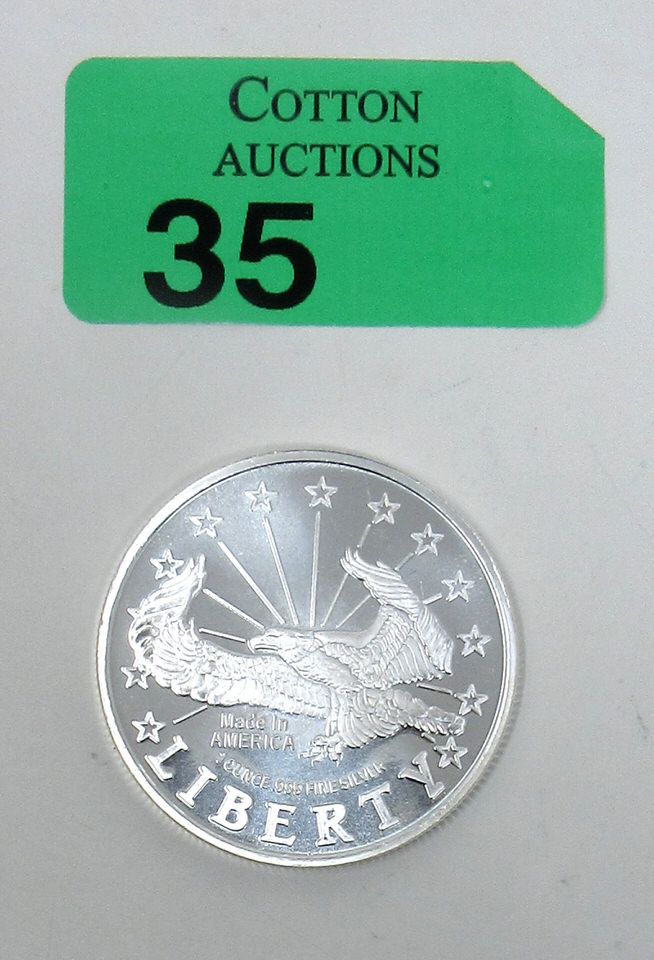 COTTON
AUCTIONS
35
Made In
AMERICA
1 OUNCE .999 FINE SILVER
LIBERTY